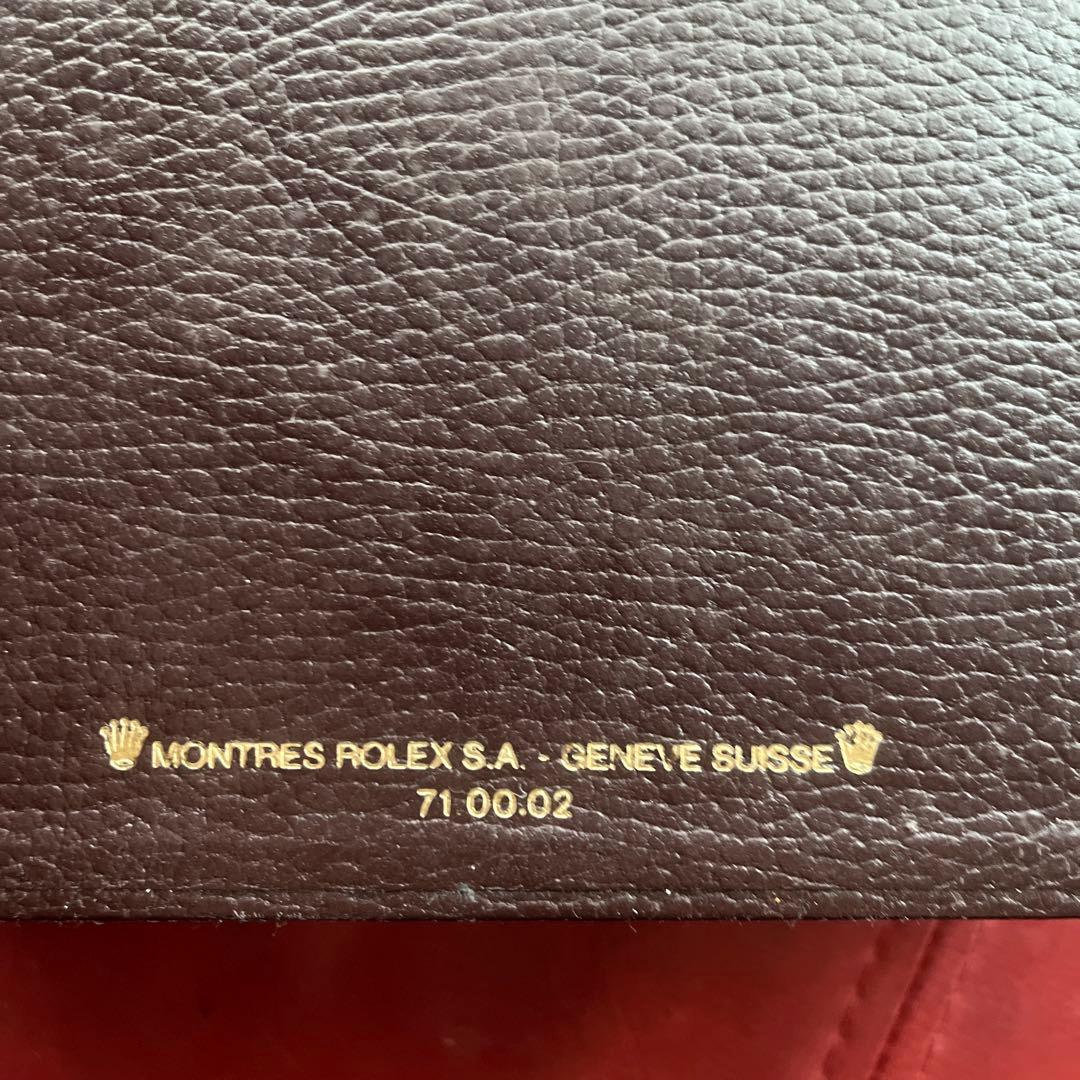 MONTRES ROLEX S.A. - GENEVE SUISSE
71.00.02